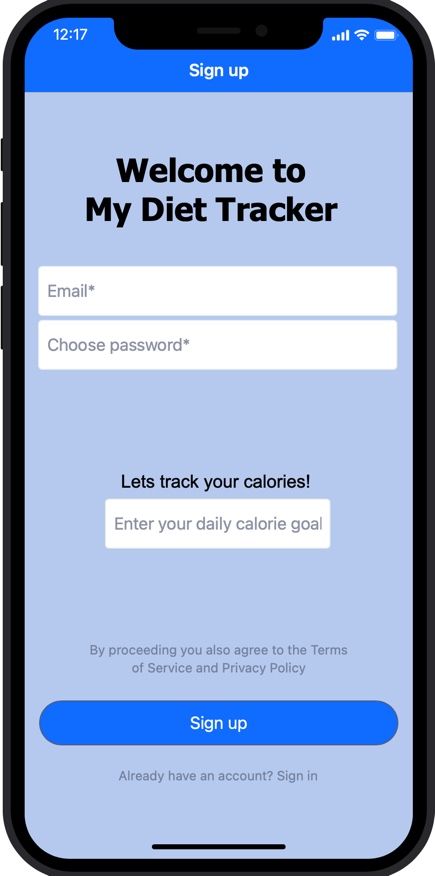 12:17
Sign up
Welcome to
My Diet Tracker
Email*
Choose password*
Lets track your calories!
Enter your daily calorie goal
By proceeding you also agree to the Terms
of Service and Privacy Policy
Sign up
Already have an account? Sign in